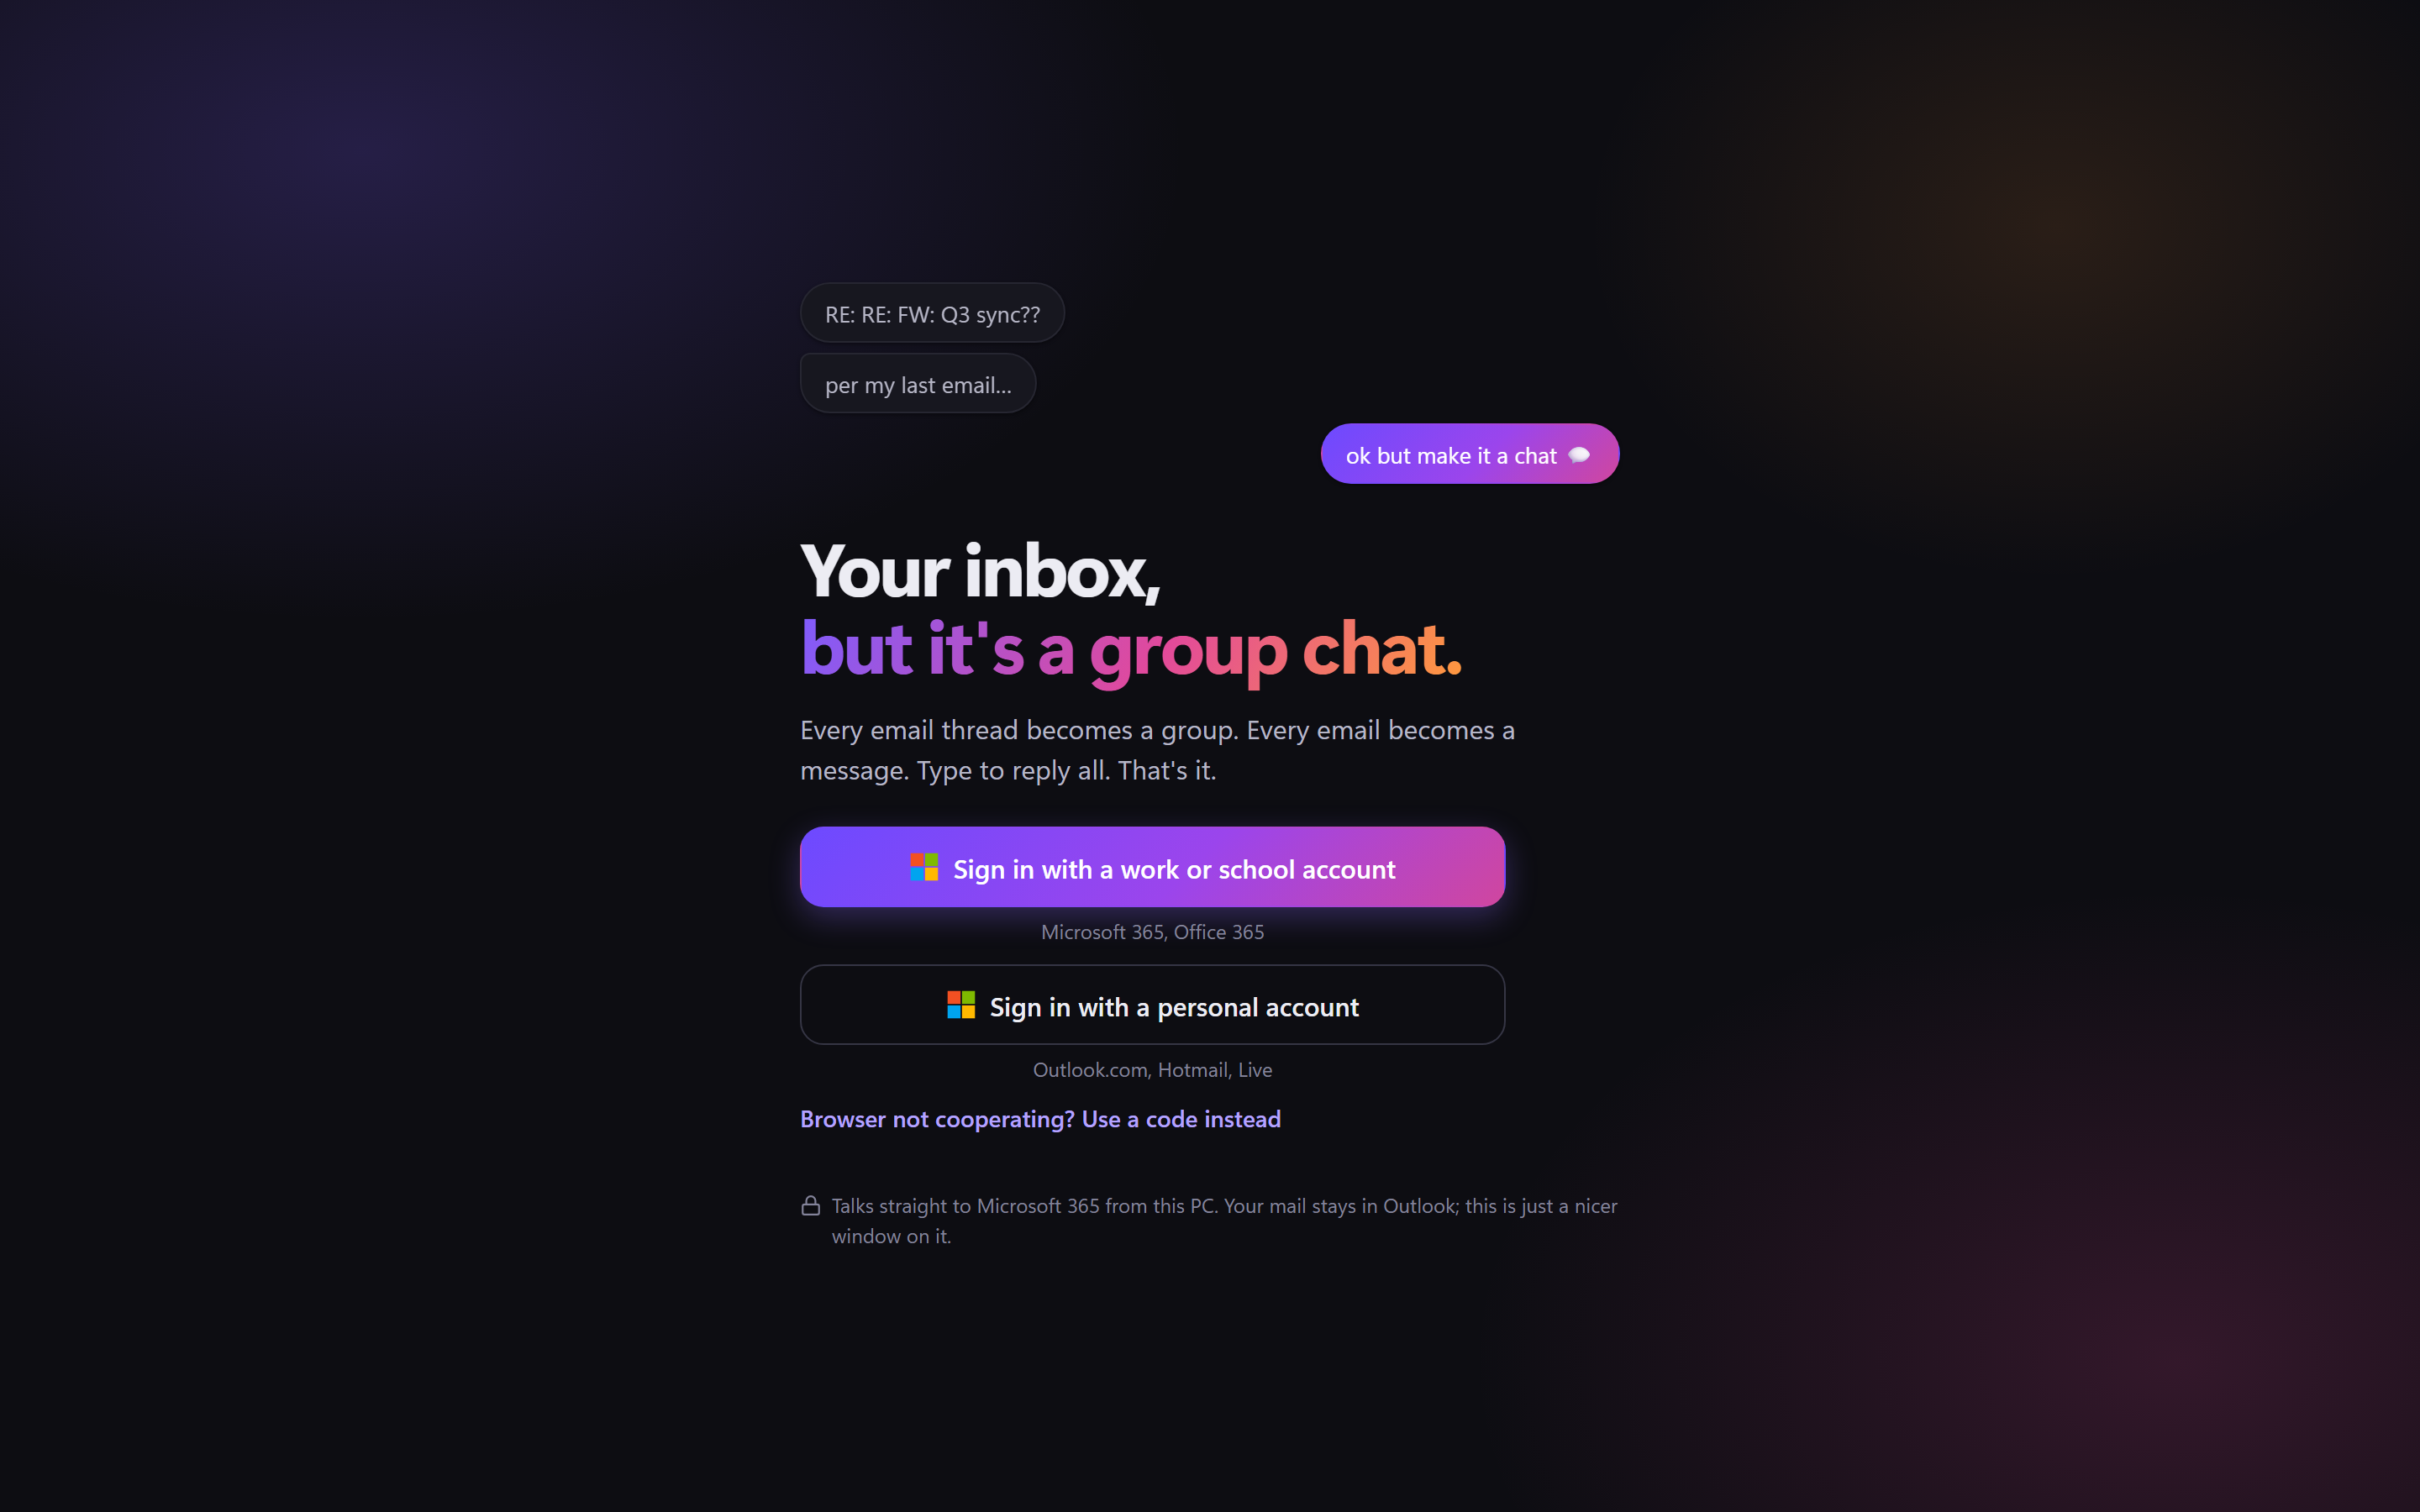 RE: RE: FW: Q3 sync??
per my last email...
ok but make it a chat 💬
Your inbox,
but it's a group chat.
Every email thread becomes a group. Every email becomes a
message. Type to reply all. That's it.
Sign in with a work or school account
Microsoft 365, Office 365
Sign in with a personal account
Outlook.com, Hotmail, Live
Browser not cooperating? Use a code instead
Talks straight to Microsoft 365 from this PC. Your mail stays in Outlook; this is just a nicer
window on it.